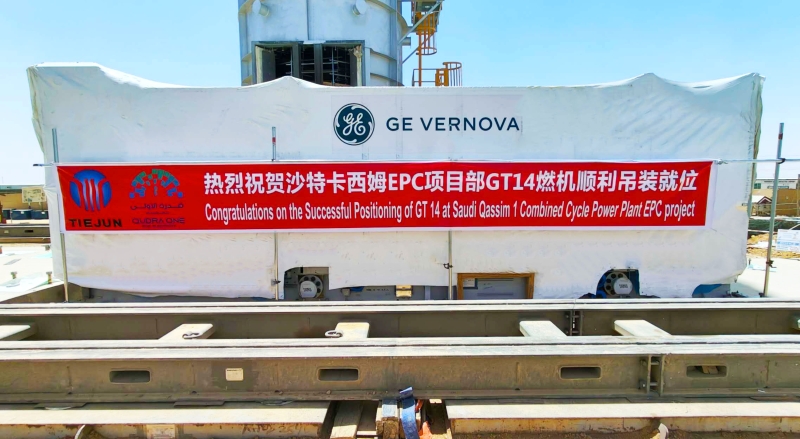 GE VERNOVA
热烈祝贺沙特卡西姆EPC项目部GT14燃机顺利吊装就位
Congratulations on the Successful Positioning of GT 14 at Saudi Qassim 1 Combined Cycle Power Plant EPC project
TIEJUN
QUDRA ONE